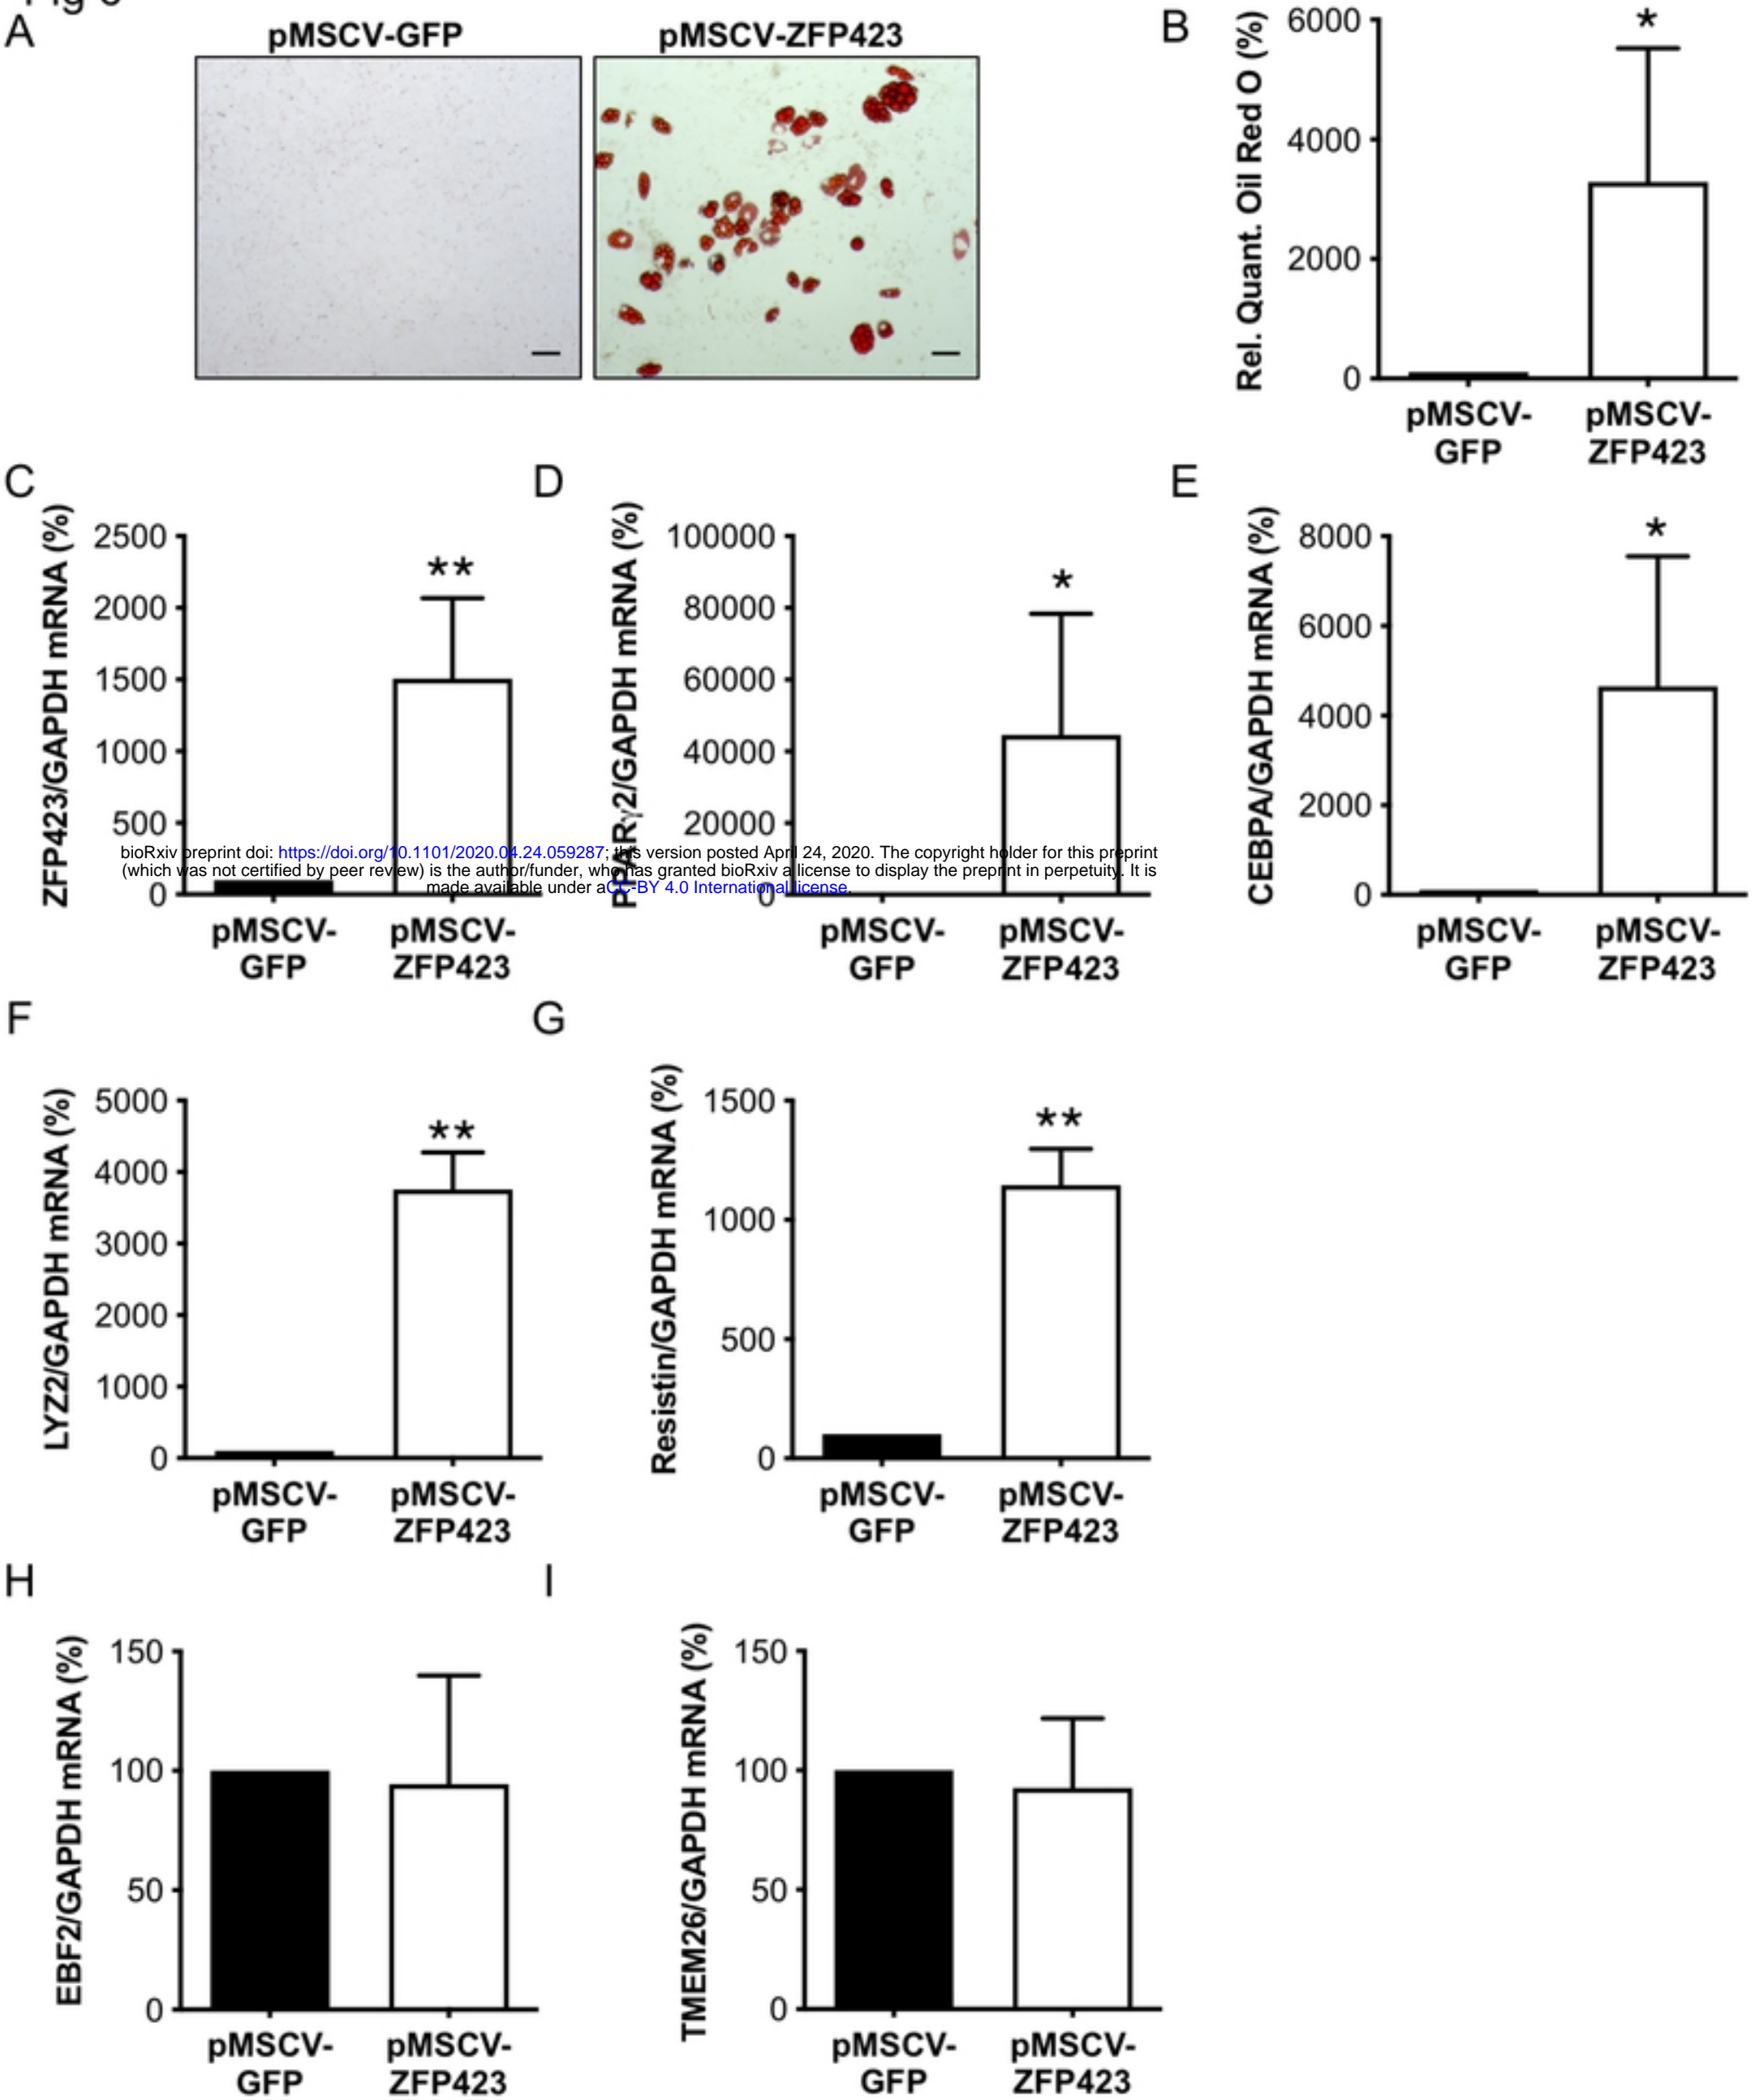 A
pMSCV-GFP
pMSCV-ZFP423
B
Rel. Quant. Oil Red O (%)
6000
4000
2000
0
*
pMSCV-
GFP
pMSCV-
ZFP423
C
ZFP423/GAPDH mRNA (%)
2500
2000
1500
1000
500
0
**
pMSCV-
GFP
pMSCV-
ZFP423
D
PPARγ2/GAPDH mRNA (%)
100000
80000
60000
40000
20000
0
*
pMSCV-
GFP
pMSCV-
ZFP423
E
CEBPA/GAPDH mRNA (%)
8000
6000
4000
2000
0
*
pMSCV-
GFP
pMSCV-
ZFP423
bioRxiv preprint doi: https://doi.org/10.1101/2020.04.24.059287; this version posted April 24, 2020. The copyright holder for this preprint
(which was not certified by peer review) is the author/funder, who has granted bioRxiv a license to display the preprint in perpetuity. It is
made available under aCC-BY 4.0 International license.
F
LYZ2/GAPDH mRNA (%)
5000
4000
3000
2000
1000
0
**
pMSCV-
GFP
pMSCV-
ZFP423
G
Resistin/GAPDH mRNA (%)
1500
1000
500
0
**
pMSCV-
GFP
pMSCV-
ZFP423
H
EBF2/GAPDH mRNA (%)
150
100
50
0
pMSCV-
GFP
pMSCV-
ZFP423
I
TMEM26/GAPDH mRNA (%)
150
100
50
0
pMSCV-
GFP
pMSCV-
ZFP423